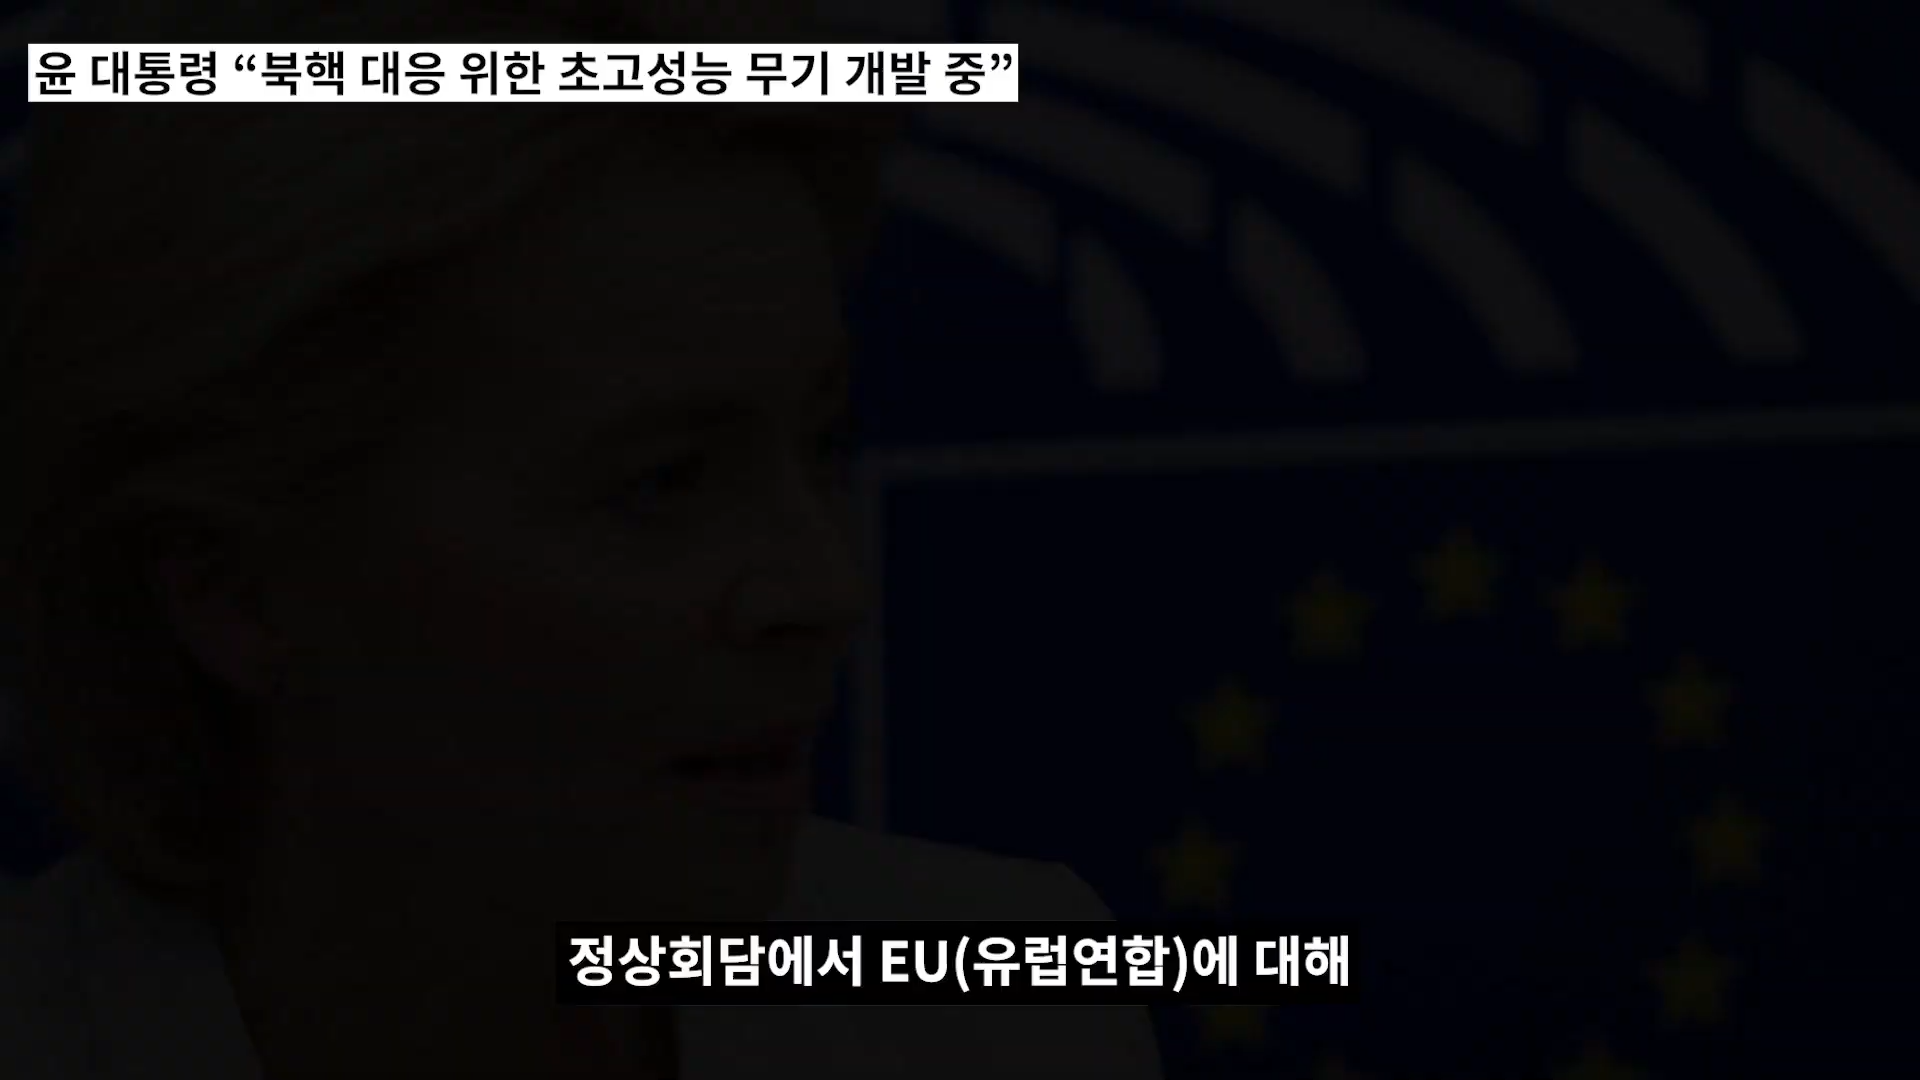 윤 대통령 “북핵 대응 위한 초고성능 무기 개발 중”
정상회담에서 EU(유럽연합)에 대해